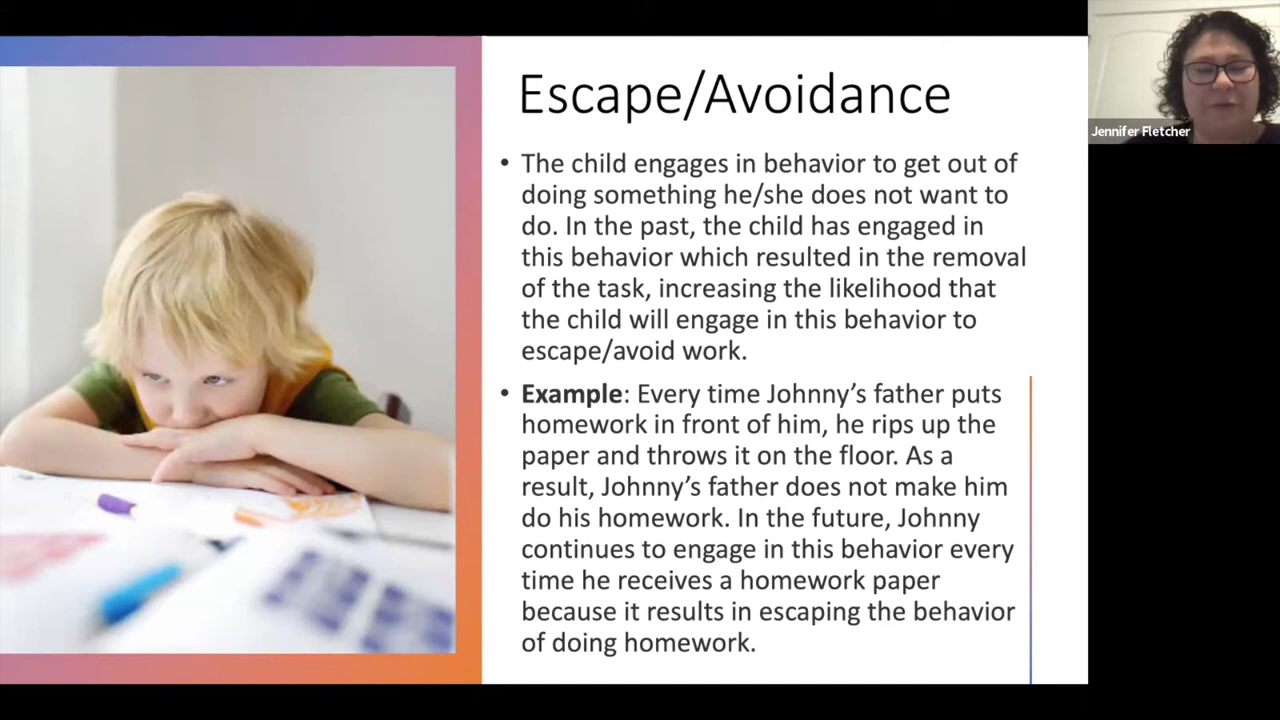 Escape/Avoidance
Jennifer Fletcher
• The child engages in behavior to get out of
doing something he/she does not want to
do. In the past, the child has engaged in
this behavior which resulted in the removal
of the task, increasing the likelihood that
the child will engage in this behavior to
escape/avoid work.
• Example: Every time Johnny’s father puts
homework in front of him, he rips up the
paper and throws it on the floor. As a
result, Johnny’s father does not make him
do his homework. In the future, Johnny
continues to engage in this behavior every
time he receives a homework paper
because it results in escaping the behavior
of doing homework.